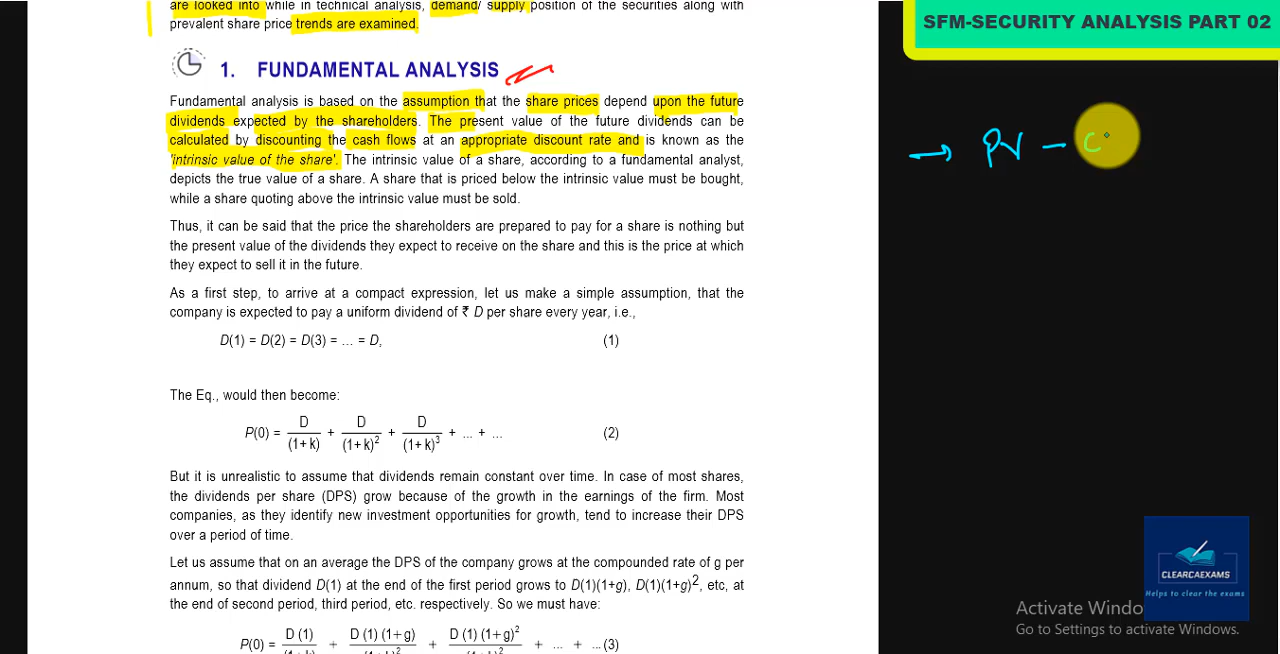 are looked into while in technical analysis, demand/ supply position of the securities along with
prevalent share price trends are examined.
SFM-SECURITY ANALYSIS PART 02
1. FUNDAMENTAL ANALYSIS
Fundamental analysis is based on the assumption that the share prices depend upon the future
dividends expected by the shareholders. The present value of the future dividends can be
calculated by discounting the cash flows at an appropriate discount rate and is known as the
'intrinsic value of the share'. The intrinsic value of a share, according to a fundamental analyst,
depicts the true value of a share. A share that is priced below the intrinsic value must be bought,
while a share quoting above the intrinsic value must be sold.
→ PV – C
Thus, it can be said that the price the shareholders are prepared to pay for a share is nothing but
the present value of the dividends they expect to receive on the share and this is the price at which
they expect to sell it in the future.
As a first step, to arrive at a compact expression, let us make a simple assumption, that the
company is expected to pay a uniform dividend of ₹ D per share every year, i.e.,
D(1) = D(2) = D(3) = ... = D, (1)
The Eq., would then become:
P(0) = D/(1+k) + D/(1+k)² + D/(1+k)³ + ... + ... (2)
But it is unrealistic to assume that dividends remain constant over time. In case of most shares,
the dividends per share (DPS) grow because of the growth in the earnings of the firm. Most
companies, as they identify new investment opportunities for growth, tend to increase their DPS
over a period of time.
Let us assume that on an average the DPS of the company grows at the compounded rate of g per
annum, so that dividend D(1) at the end of the first period grows to D(1)(1+g), D(1)(1+g)², etc, at
the end of second period, third period, etc. respectively. So we must have:
P(0) = D (1) + D (1) (1+g) + D (1) (1+g)² + ... + ... (3)
CLEARCAEXAMS
Helps to clear the exams
Activate Windo
Go to Settings to activate Windows.